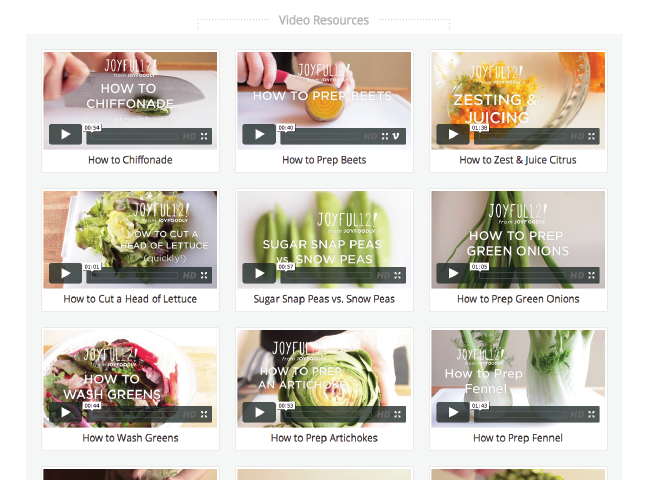 Video Resources
JOYFUL12!
from JOYFOODLY
HOW TO
CHIFFONADE
00:54
HD
How to Chiffonade
JOYFUL12!
from JOYFOODLY
HOW TO PREP BEETS
00:40
HD
How to Prep Beets
JOYFUL12!
from JOYFOODLY
ZESTING &
JUICING
01:38
HD
How to Zest & Juice Citrus
JOYFUL12!
from JOYFOODLY
HOW TO CUT A
HEAD OF LETTUCE
(quickly!)
01:01
HD
How to Cut a Head of Lettuce
JOYFUL12!
from JOYFOODLY
SUGAR SNAP PEAS
vs. SNOW PEAS
00:57
HD
Sugar Snap Peas vs. Snow Peas
JOYFUL12!
from JOYFOODLY
HOW TO PREP
GREEN ONIONS
01:05
HD
How to Prep Green Onions
JOYFUL12!
from JOYFOODLY
HOW TO
WASH GREENS
00:44
HD
How to Wash Greens
JOYFUL12!
from JOYFOODLY
HOW TO PREP
AN ARTICHOKE
00:53
HD
How to Prep Artichokes
JOYFUL12!
from JOYFOODLY
How to Prep
Fennel
01:43
HD
How to Prep Fennel